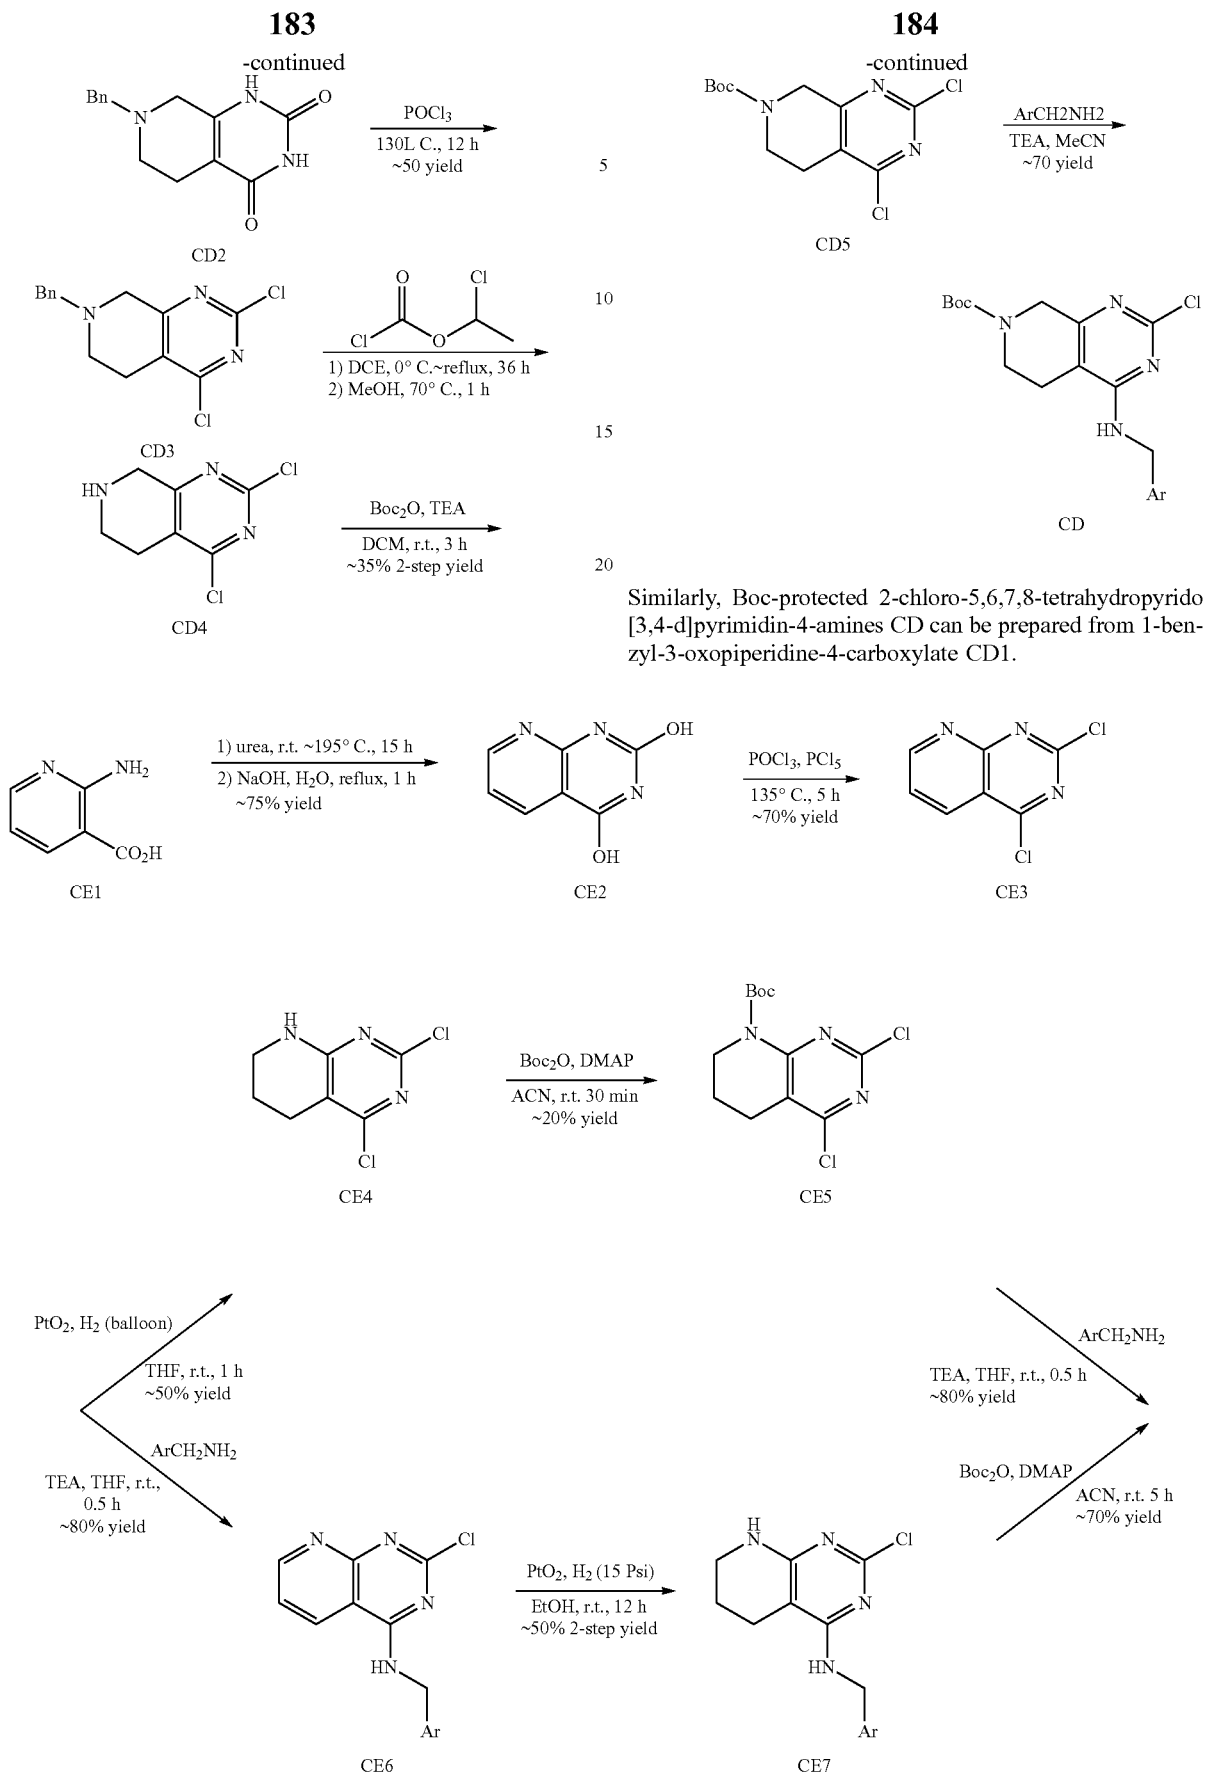 183
-continued
Bn
N
H
N
O
NH
O
POCl3
130L C., 12 h
~50 yield
CD2
Bn
N
N
Cl
N
Cl
O
Cl
Cl
O
1) DCE, 0° C.~reflux, 36 h
2) MeOH, 70° C., 1 h
CD3
HN
N
Cl
N
Cl
Boc2O, TEA
DCM, r.t., 3 h
~35% 2-step yield
CD4
5
10
15
20
184
-continued
Boc
N
N
Cl
N
Cl
ArCH2NH2
TEA, MeCN
~70 yield
CD5
Boc
N
N
Cl
N
HN
Ar
CD
Similarly, Boc-protected 2-chloro-5,6,7,8-tetrahydropyrido
[3,4-d]pyrimidin-4-amines CD can be prepared from 1-ben-
zyl-3-oxopiperidine-4-carboxylate CD1.
N
NH2
CO2H
CE1
1) urea, r.t. ~195° C., 15 h
2) NaOH, H2O, reflux, 1 h
~75% yield
N
N
OH
N
OH
CE2
POCl3, PCl5
135° C., 5 h
~70% yield
N
N
Cl
N
Cl
CE3
H
N
N
Cl
N
Cl
CE4
Boc2O, DMAP
ACN, r.t. 30 min
~20% yield
Boc
N
N
Cl
N
Cl
CE5
PtO2, H2 (balloon)
THF, r.t., 1 h
~50% yield
ArCH2NH2
TEA, THF, r.t.,
0.5 h
~80% yield
ArCH2NH2
TEA, THF, r.t., 0.5 h
~80% yield
Boc2O, DMAP
ACN, r.t. 5 h
~70% yield
N
N
Cl
N
HN
Ar
CE6
PtO2, H2 (15 Psi)
EtOH, r.t., 12 h
~50% 2-step yield
H
N
N
Cl
N
HN
Ar
CE7